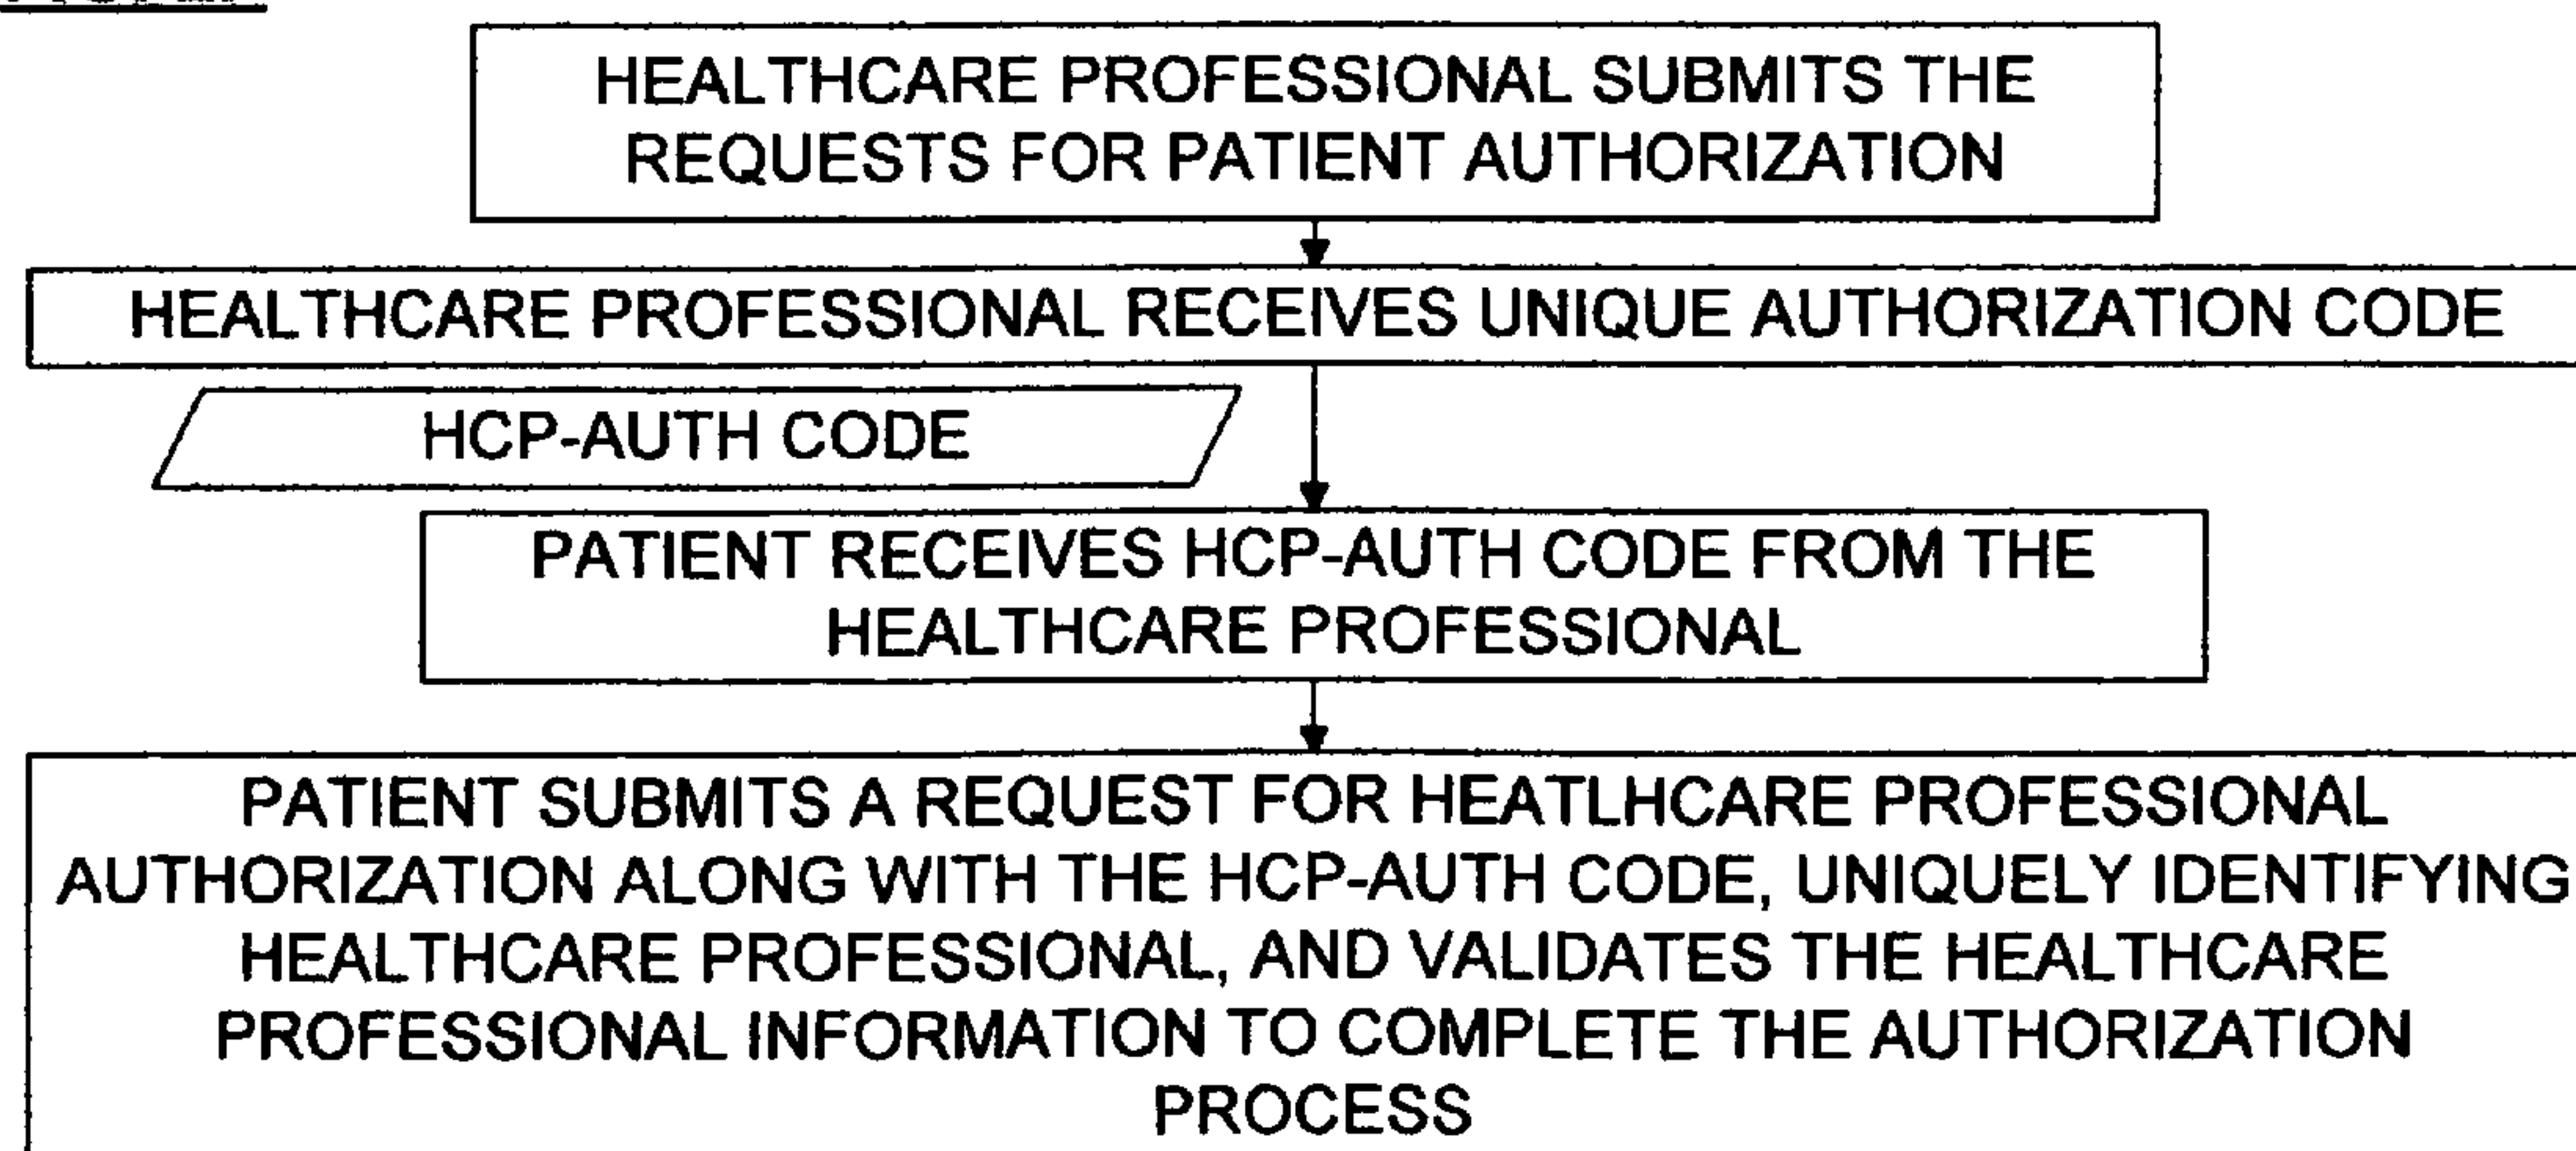 HEALTHCARE PROFESSIONAL SUBMITS THE
REQUESTS FOR PATIENT AUTHORIZATION
HEALTHCARE PROFESSIONAL RECEIVES UNIQUE AUTHORIZATION CODE
HCP-AUTH CODE
PATIENT RECEIVES HCP-AUTH CODE FROM THE
HEALTHCARE PROFESSIONAL
PATIENT SUBMITS A REQUEST FOR HEATLHCARE PROFESSIONAL
AUTHORIZATION ALONG WITH THE HCP-AUTH CODE, UNIQUELY IDENTIFYING
HEALTHCARE PROFESSIONAL, AND VALIDATES THE HEALTHCARE
PROFESSIONAL INFORMATION TO COMPLETE THE AUTHORIZATION
PROCESS